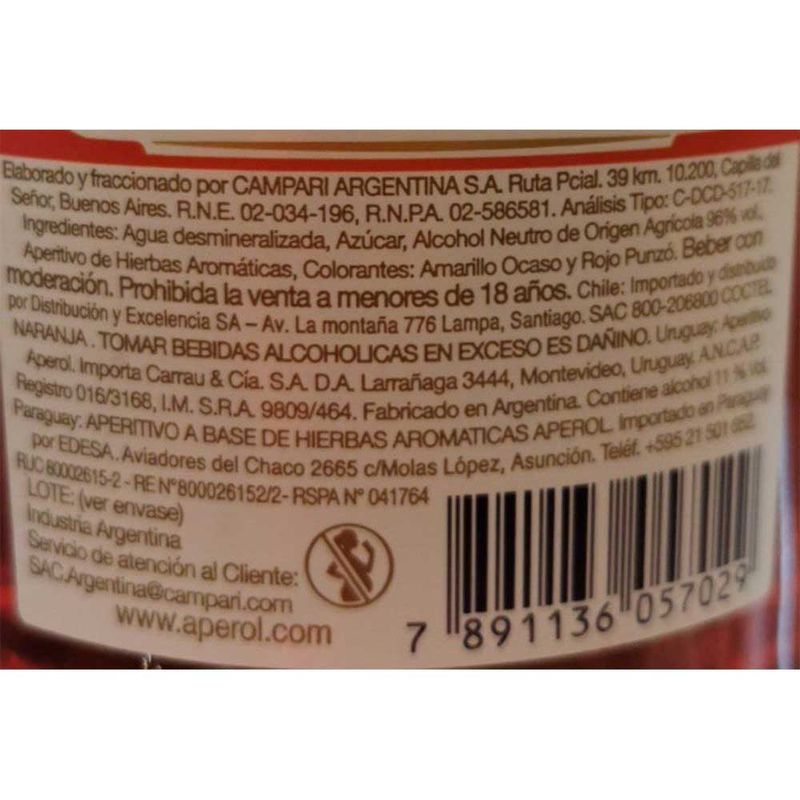 Elaborado y fraccionado por CAMPARI ARGENTINA S.A. Ruta Pcial. 39 km. 10.200, Capilla del
Señor, Buenos Aires. R.N.E. 02-034-196, R.N.P.A. 02-586581. Análisis Tipo: C-DCD-517-17.
Ingredientes: Agua desmineralizada, Azúcar, Alcohol Neutro de Origen Agrícola 96% vol.,
Aperitivo de Hierbas Aromáticas, Colorantes: Amarillo Ocaso y Rojo Punzó. Beber con
moderación. Prohibida la venta a menores de 18 años. Chile: Importado y distribuido
por Distribución y Excelencia SA – Av. La montaña 776 Lampa, Santiago. SAC 800-206800 COCTEL
NARANJA . TOMAR BEBIDAS ALCOHOLICAS EN EXCESO ES DAÑINO. Uruguay: Aperitivo
Aperol. Importa Carrau & Cía. S.A. D.A. Larrañaga 3444, Montevideo, Uruguay. A.N.C.A.P.
Registro 016/3168, I.M. S.R.A. 9809/464. Fabricado en Argentina. Contiene alcohol 11 % Vol.
Paraguay: APERITIVO A BASE DE HIERBAS AROMATICAS APEROL. Importado en Paraguay
por EDESA. Aviadores del Chaco 2665 c/Molas López, Asunción. Teléf. +595 21 501 652.
RUC 80002615-2 - RE N°800026152/2- RSPA N° 041764
LOTE: (ver envase)
Industria Argentina
Servicio de atención al Cliente:
SAC.Argentina@campari.com
www.aperol.com
7 891136 057029